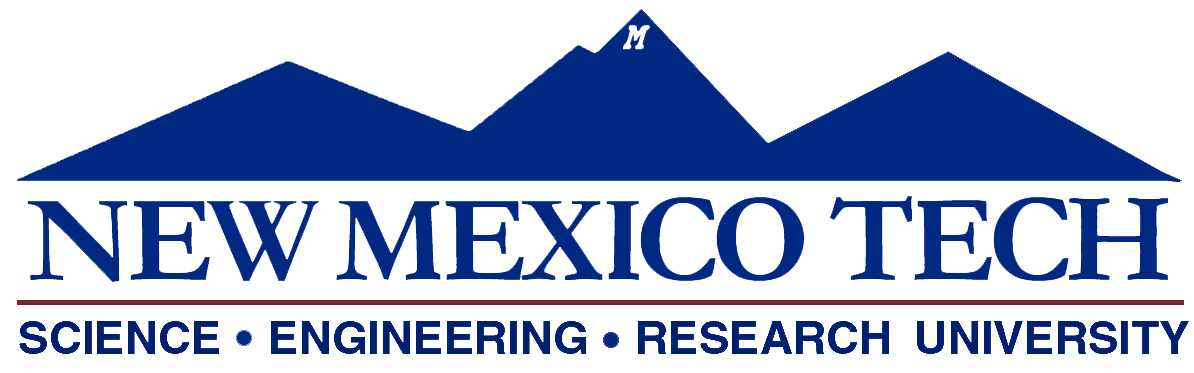 M
NEW MEXICO TECH
SCIENCE • ENGINEERING • RESEARCH UNIVERSITY